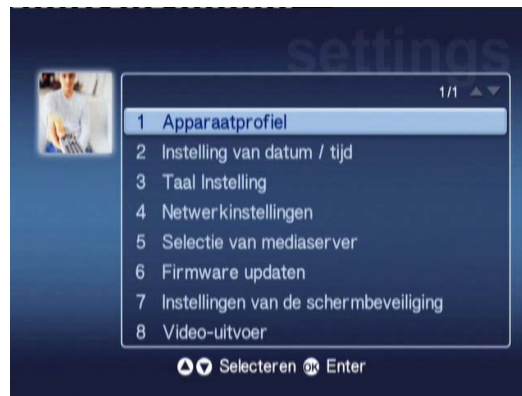 settings
1/1
1 Apparaatprofiel
2 Instelling van datum / tijd
3 Taal Instelling
4 Netwerkinstellingen
5 Selectie van mediaserver
6 Firmware updaten
7 Instellingen van de schermbeveiliging
8 Video-uitvoer
Selecteren OK Enter